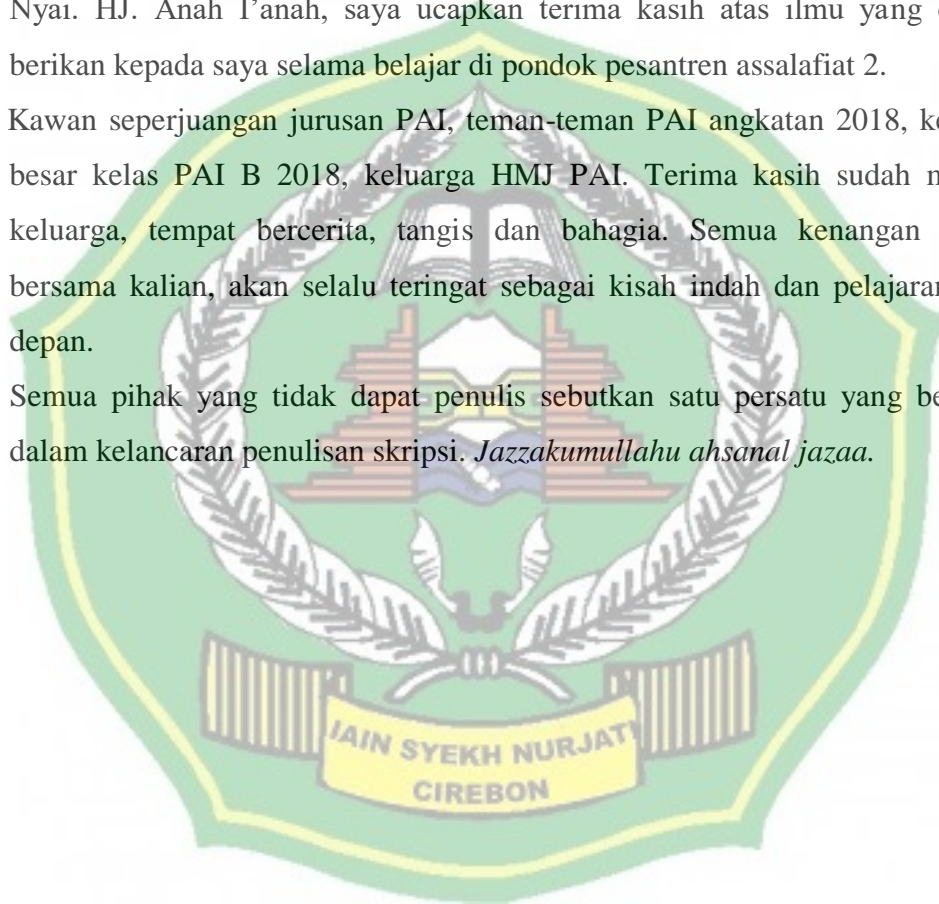 Nyai. HJ. Anah I'anah, saya ucapkan terima kasih atas ilmu yang
berikan kepada saya selama belajar di pondok pesantren assalafiat 2.
Kawan seperjuangan jurusan PAI, teman-teman PAI angkatan 2018,
besar kelas PAI B 2018, keluarga HMJ PAI. Terima kasih sudah
keluarga, tempat bercerita, tangis dan bahagia. Semua kenangan
bersama kalian, akan selalu teringat sebagai kisah indah dan pelajaran
depan.
Semua pihak yang tidak dapat penulis sebutkan satu persatu yang
dalam kelancaran penulisan skripsi. Jazzakumullahu ahsanal jazaa.
IAIN SYEKH NURJATI
CIREBON